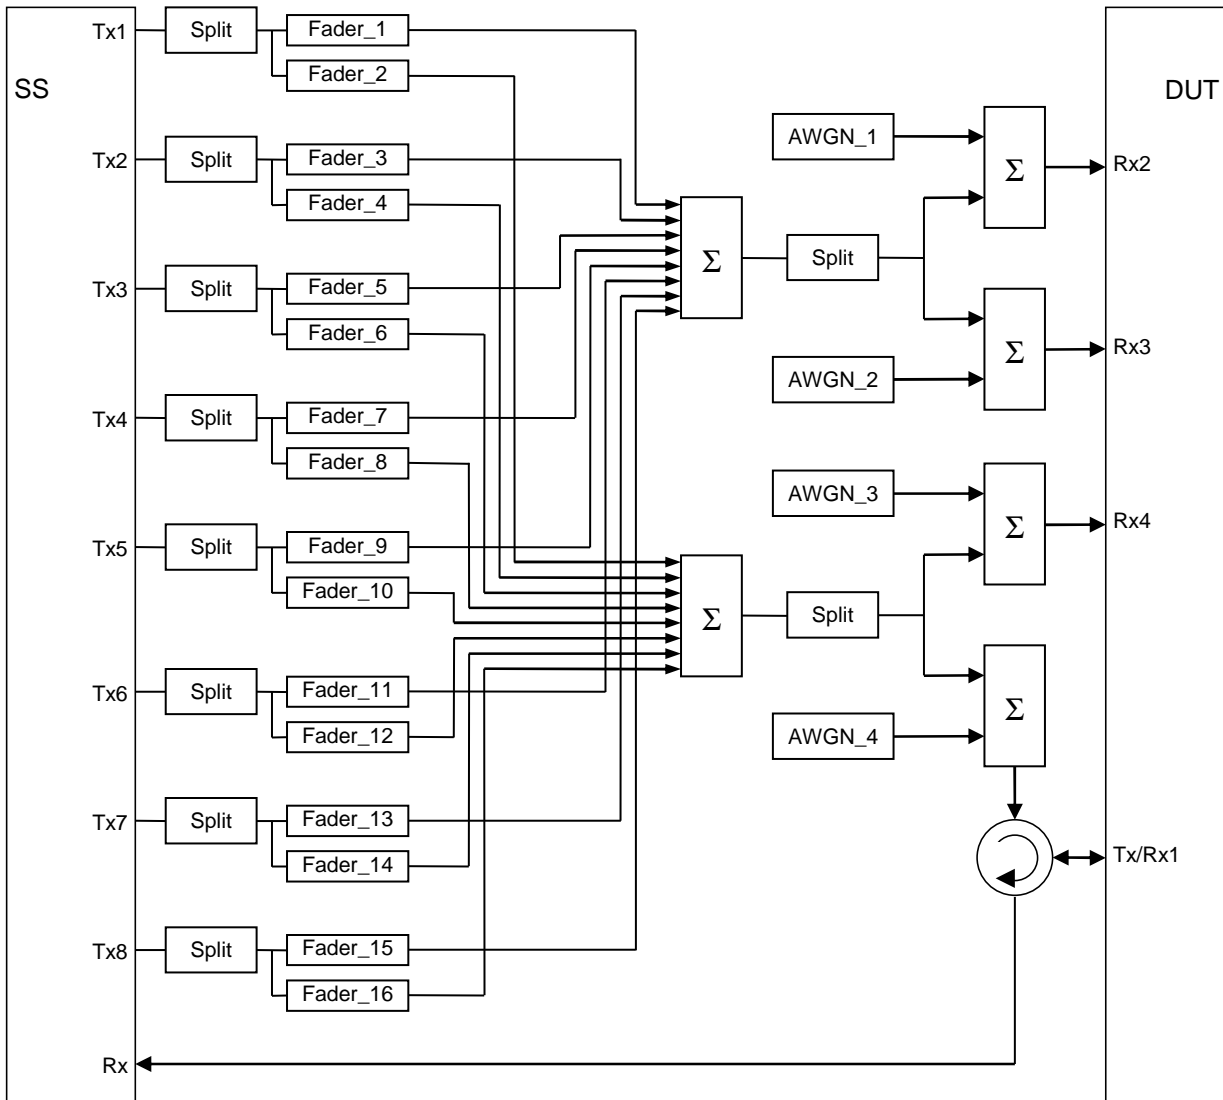 SS
DUT
Tx1
Split
Fader_1
Fader_2
Tx2
Split
Fader_3
Fader_4
Tx3
Split
Fader_5
Fader_6
Tx4
Split
Fader_7
Fader_8
Tx5
Split
Fader_9
Fader_10
Tx6
Split
Fader_11
Fader_12
Tx7
Split
Fader_13
Fader_14
Tx8
Split
Fader_15
Fader_16
Rx
Σ
Split
Σ
Split
AWGN_1
Σ
Rx2
AWGN_2
Σ
Rx3
AWGN_3
Σ
Rx4
AWGN_4
Σ
Tx/Rx1